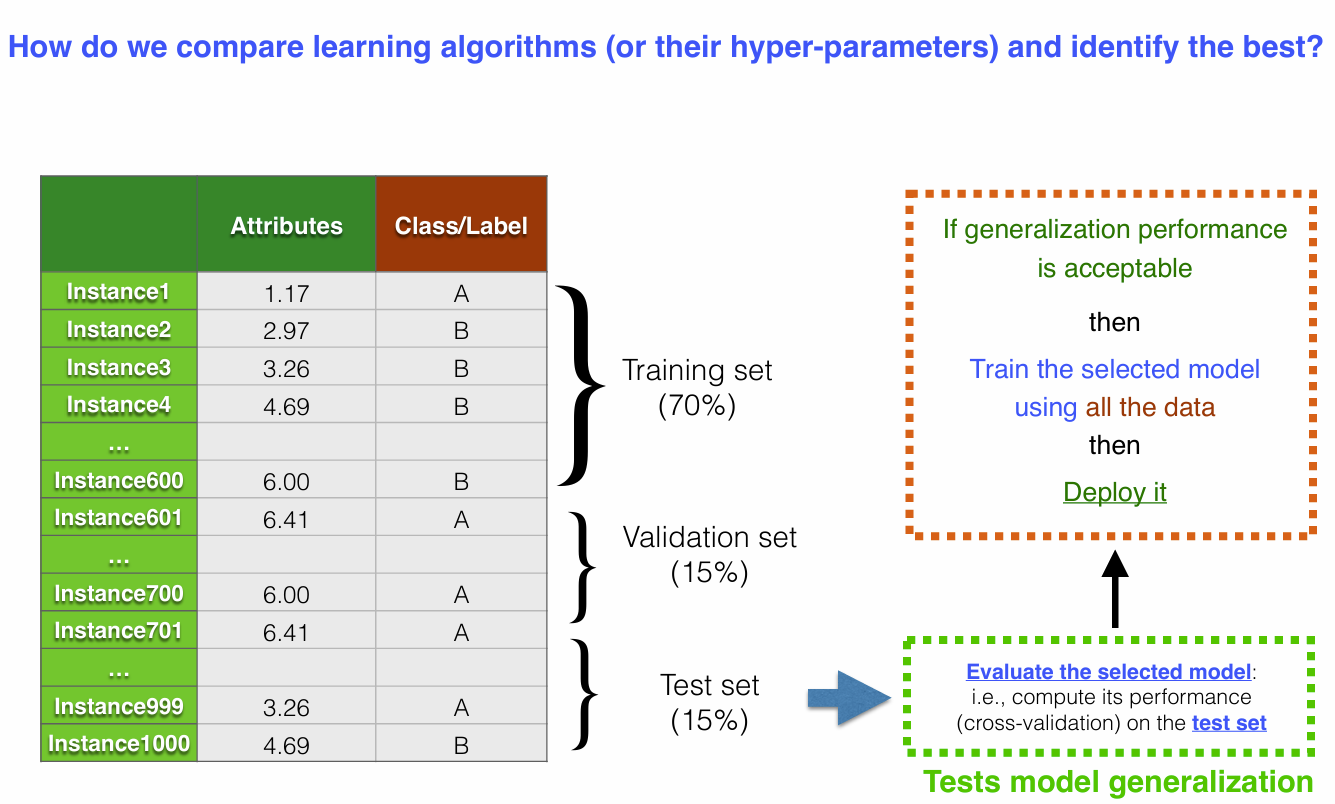 How do we compare learning algorithms (or their hyper-parameters) and identify the best?
Attributes Class/Label
Instance1 1.17 A
Instance2 2.97 B
Instance3 3.26 B
Instance4 4.69 B
...
Instance600 6.00 B
Instance601 6.41 A
...
Instance700 6.00 A
Instance701 6.41 A
...
Instance999 3.26 A
Instance1000 4.69 B
Training set
(70%)
Validation set
(15%)
Test set
(15%)
If generalization performance
is acceptable
then
Train the selected model
using all the data
then
Deploy it
Evaluate the selected model:
i.e., compute its performance
(cross-validation) on the test set
Tests model generalization